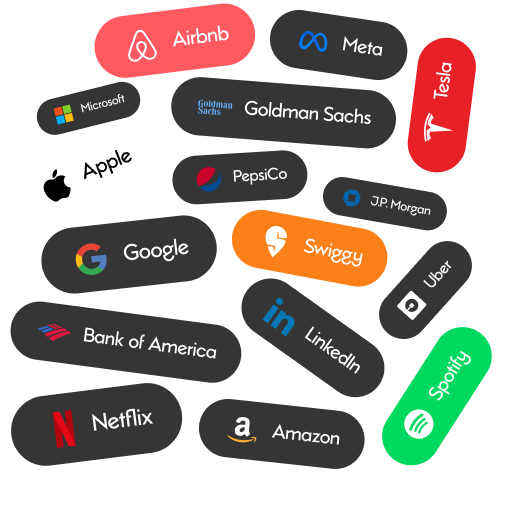 Airbnb
Meta
Tesla
Microsoft
Goldman
Sachs
Goldman Sachs
Apple
PepsiCo
J.P. Morgan
Google
Swiggy
Uber
Bank of America
in
LinkedIn
Spotify
Netflix
a
Amazon